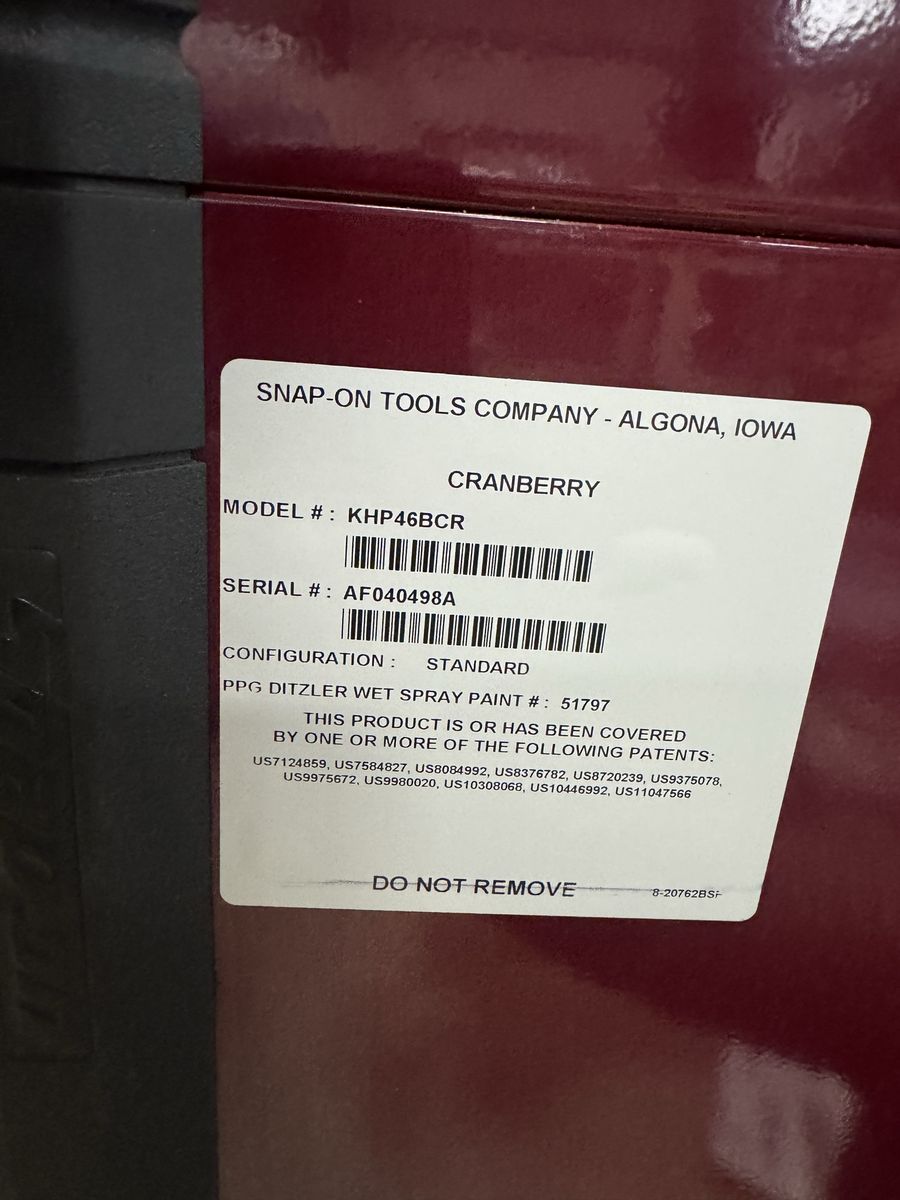 SNAP-ON TOOLS COMPANY - ALGONA, IOWA
CRANBERRY
MODEL # : KHP46BCR
SERIAL # : AF040498A
CONFIGURATION : STANDARD
PPG DITZLER WET SPRAY PAINT # : 51797
THIS PRODUCT IS OR HAS BEEN COVERED
BY ONE OR MORE OF THE FOLLOWING PATENTS:
US7124859, US7584827, US8084992, US8376782, US8720239, US9375078,
US9975672, US9980020, US10308068, US10446992, US11047566
DO NOT REMOVE